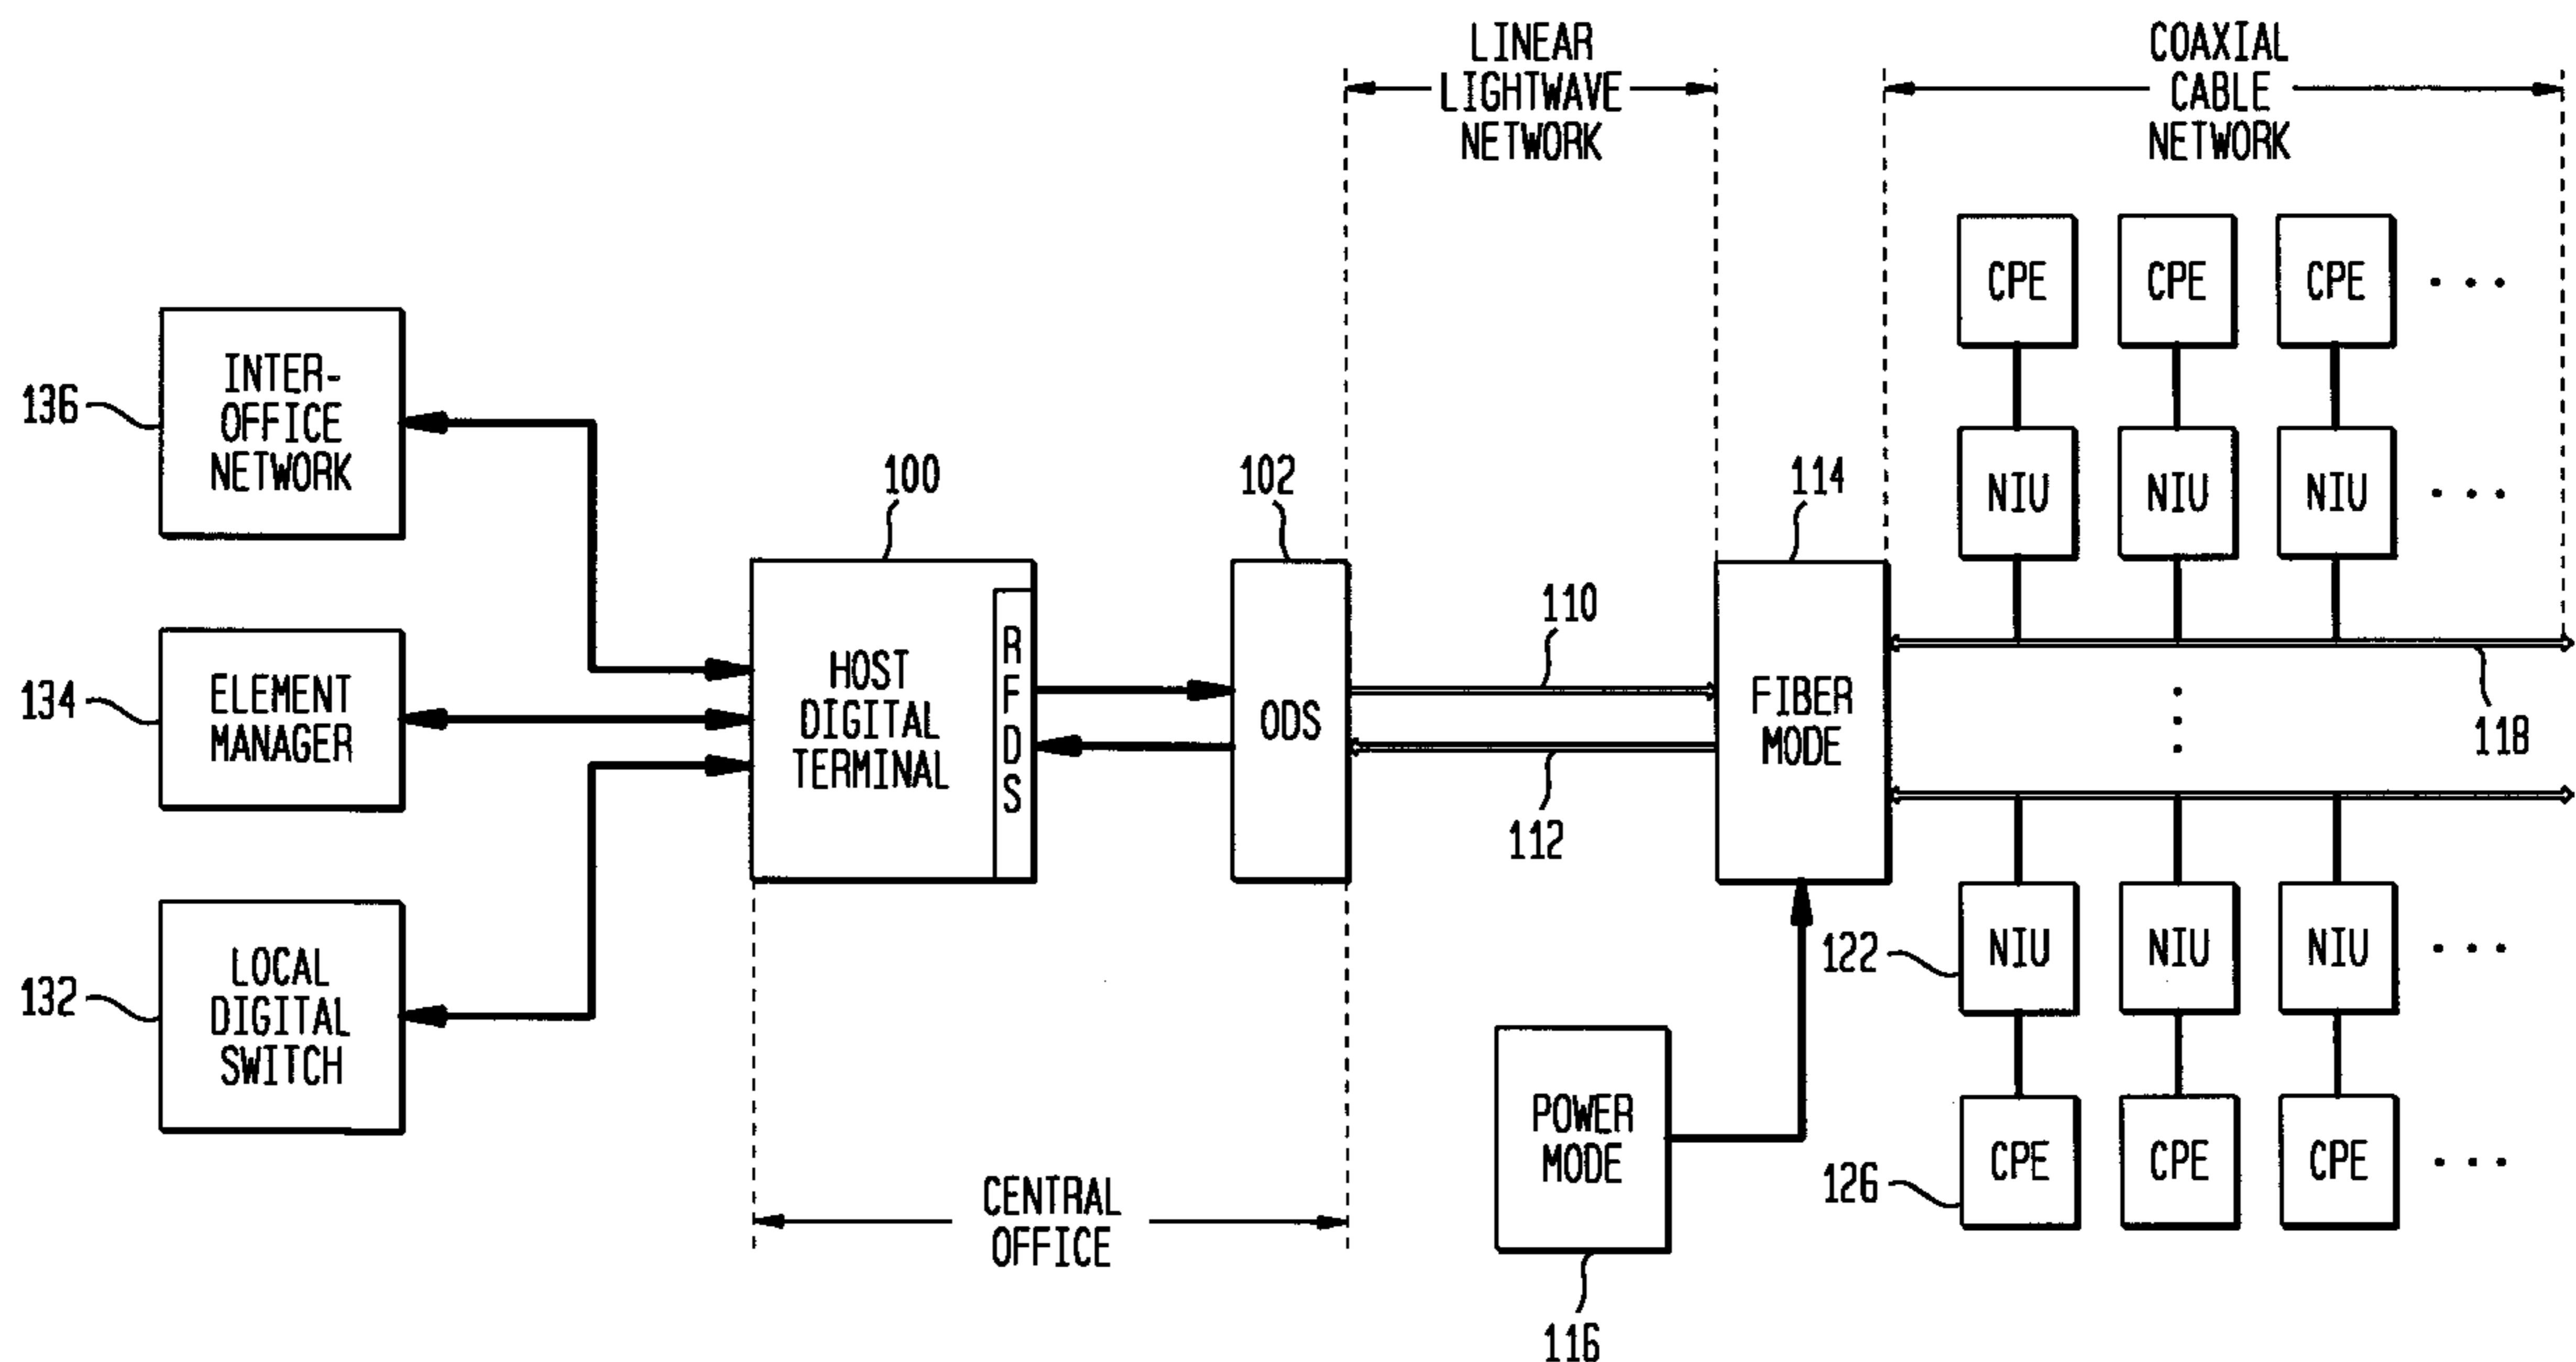 LINEAR
LIGHTWAVE
NETWORK
COAXIAL
CABLE
NETWORK
CPE
CPE
CPE
. . .
INTER-
OFFICE
NETWORK
136
100
102
114
NIU
NIU
NIU
. . .
110
118
ELEMENT
MANAGER
134
HOST
DIGITAL
TERMINAL
R
F
D
S
ODS
FIBER
MODE
112
LOCAL
DIGITAL
SWITCH
132
122
NIU
NIU
NIU
. . .
POWER
MODE
126
CPE
CPE
CPE
. . .
CENTRAL
OFFICE
116